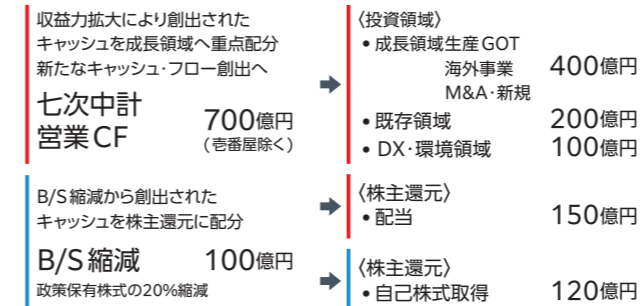 収益力拡大により創出された
キャッシュを成長領域へ重点配分
新たなキャッシュ・フロー創出へ
七次中計
営業CF
700億円
(壱番屋除く)
〈投資領域〉
•成長領域生産GOT
海外事業
M&A・新規
400億円
•既存領域 200億円
•DX・環境領域 100億円
B/S縮減から創出された
キャッシュを株主還元に配分
B/S縮減 100億円
政策保有株式の20%縮減
〈株主還元〉
•配当 150億円
〈株主還元〉
•自己株式取得 120億円